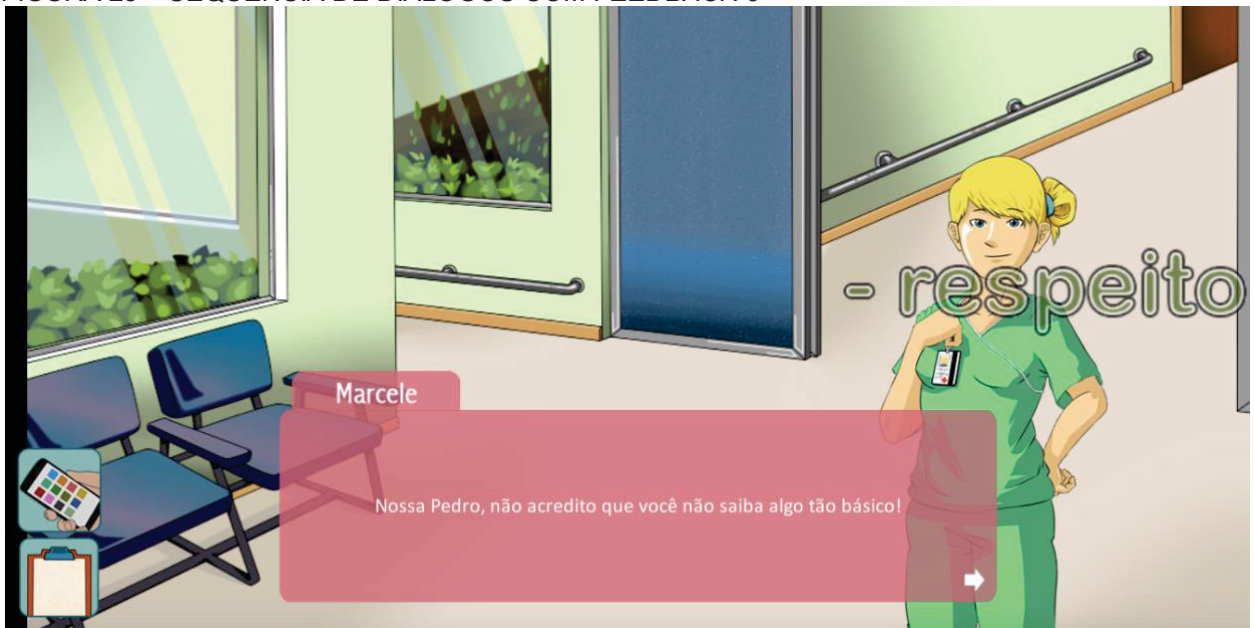 - respeito
Marcele
Nossa Pedro, não acredito que você não saiba algo tão básico!